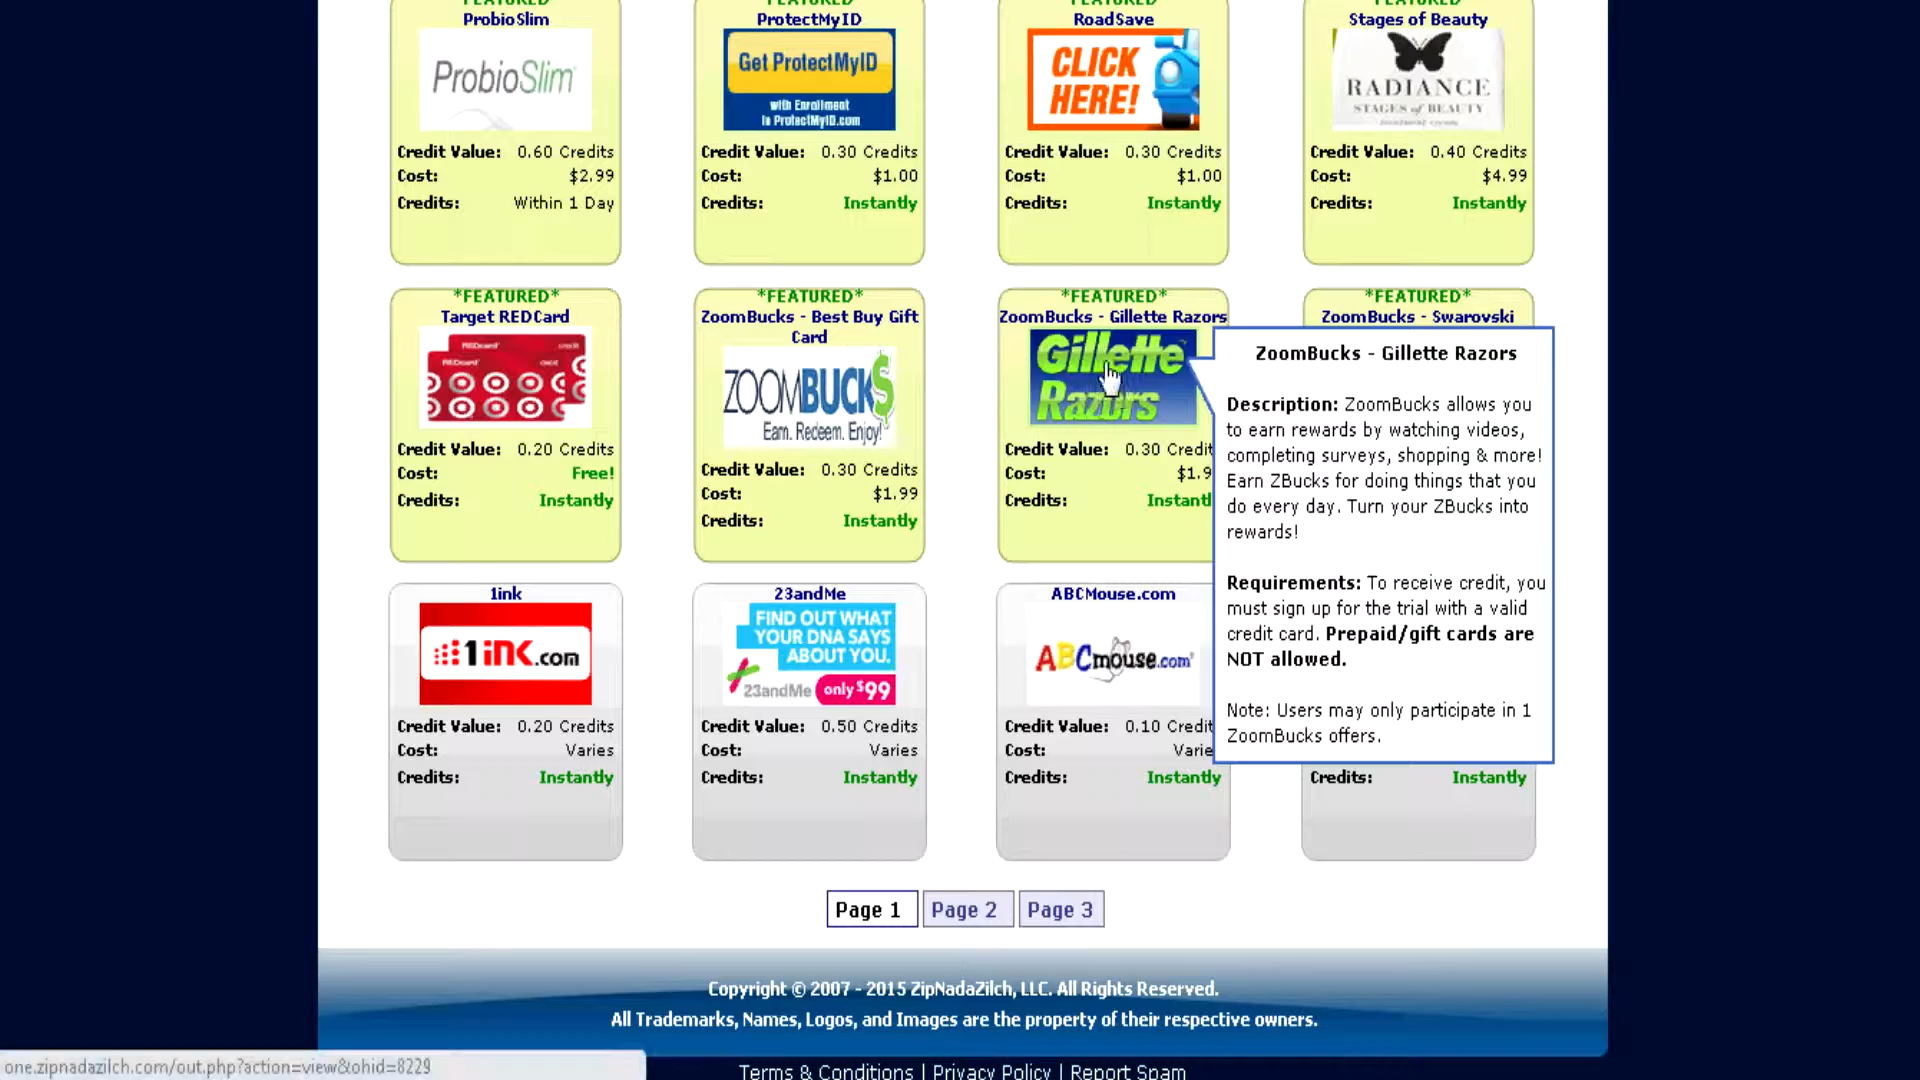 FEATURED FEATURED FEATURED FEATURED
ProbioSlim
ProbioSlim
Credit Value: 0.60 Credits
Cost: $2.99
Credits: Within 1 Day
ProtectMyID
Get ProtectMyID
with Enrollment
in ProtectMyID.com
Credit Value: 0.30 Credits
Cost: $1.00
Credits: Instantly
RoadSave
CLICK
HERE!
Credit Value: 0.30 Credits
Cost: $1.00
Credits: Instantly
Stages of Beauty
RADIANCE
STAGES of BEAUTY
Credit Value: 0.40 Credits
Cost: $4.99
Credits: Instantly
*FEATURED*
Target REDCard
REDcard credit
REDcard
Credit Value: 0.20 Credits
Cost: Free!
Credits: Instantly
*FEATURED*
ZoomBucks - Best Buy Gift
Card
ZOOMBUCK$
Earn. Redeem. Enjoy!
Credit Value: 0.30 Credits
Cost: $1.99
Credits: Instantly
*FEATURED*
ZoomBucks - Gillette Razors
Gillette
Razors
Credit Value: 0.30 Credit
Cost: $1.9
Credits: Instantl
*FEATURED*
ZoomBucks - Swarovski
ZoomBucks - Gillette Razors
Description: ZoomBucks allows you
to earn rewards by watching videos,
completing surveys, shopping & more!
Earn ZBucks for doing things that you
do every day. Turn your ZBucks into
rewards!
Requirements: To receive credit, you
must sign up for the trial with a valid
credit card. Prepaid/gift cards are
NOT allowed.
Note: Users may only participate in 1
ZoomBucks offers.
1ink
1iNK.com
Credit Value: 0.20 Credits
Cost: Varies
Credits: Instantly
23andMe
FIND OUT WHAT
YOUR DNA SAYS
ABOUT YOU.
23andMe only $99
Credit Value: 0.50 Credits
Cost: Varies
Credits: Instantly
ABCMouse.com
ABCmouse.com
Credit Value: 0.10 Credit
Cost: Varie
Credits: Instantly
Credits: Instantly
Page 1 Page 2 Page 3
Copyright © 2007 - 2015 ZipNadaZilch, LLC. All Rights Reserved.
All Trademarks, Names, Logos, and Images are the property of their respective owners.
one.zipnadazilch.com/out.php?action=view&ohid=8229
Terms & Conditions | Privacy Policy | Report Spam